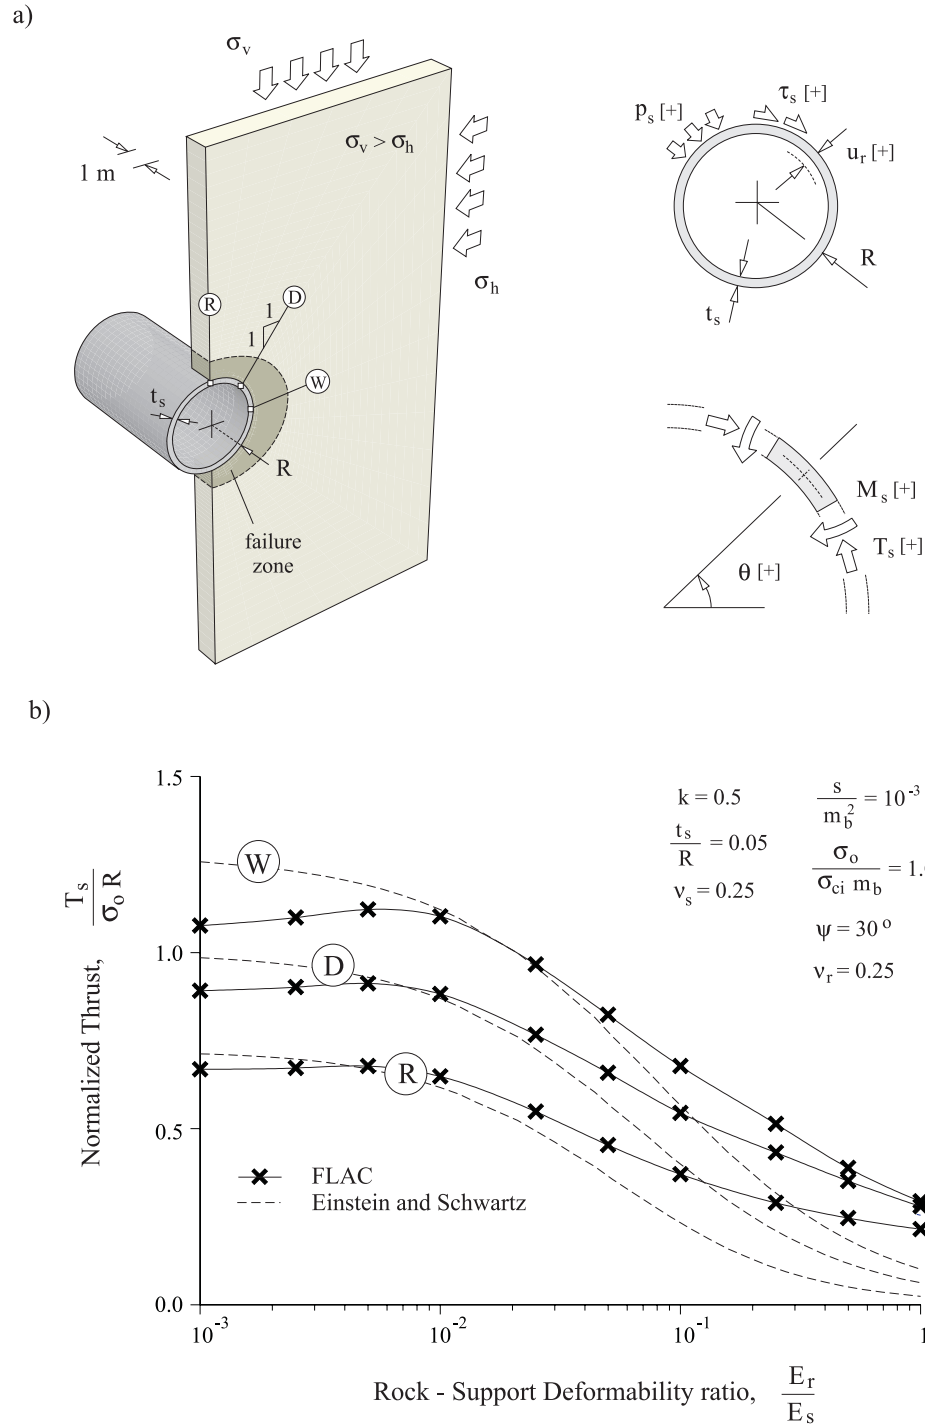 a)
σv
σv > σh
1 m
σh
R
D
1
1
W
ts
R
failure
zone
ps [+]
τs [+]
ur [+]
R
ts
Ms [+]
Ts [+]
θ [+]
b)
Normalized Thrust, Ts / σo R
1.5
1.0
0.5
0.0
W
D
R
k = 0.5
ts / R = 0.05
νs = 0.25
s / mb² = 10⁻³
σo / σci mb = 1.
ψ = 30 º
νr = 0.25
FLAC
Einstein and Schwartz
10⁻³ 10⁻² 10⁻¹ 1
Rock - Support Deformability ratio, Er / Es